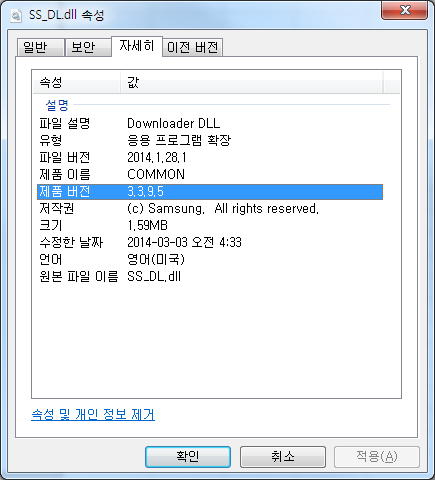 SS_DL.dll 속성
일반 보안 자세히 이전 버전
속성 값
설명
파일 설명 Downloader DLL
유형 응용 프로그램 확장
파일 버전 2014.1.28.1
제품 이름 COMMON
제품 버전 3.3.9.5
저작권 (c) Samsung. All rights reserved.
크기 1.59MB
수정한 날짜 2014-03-03 오전 4:33
언어 영어(미국)
원본 파일 이름 SS_DL.dll
속성 및 개인 정보 제거
확인 취소 적용(A)